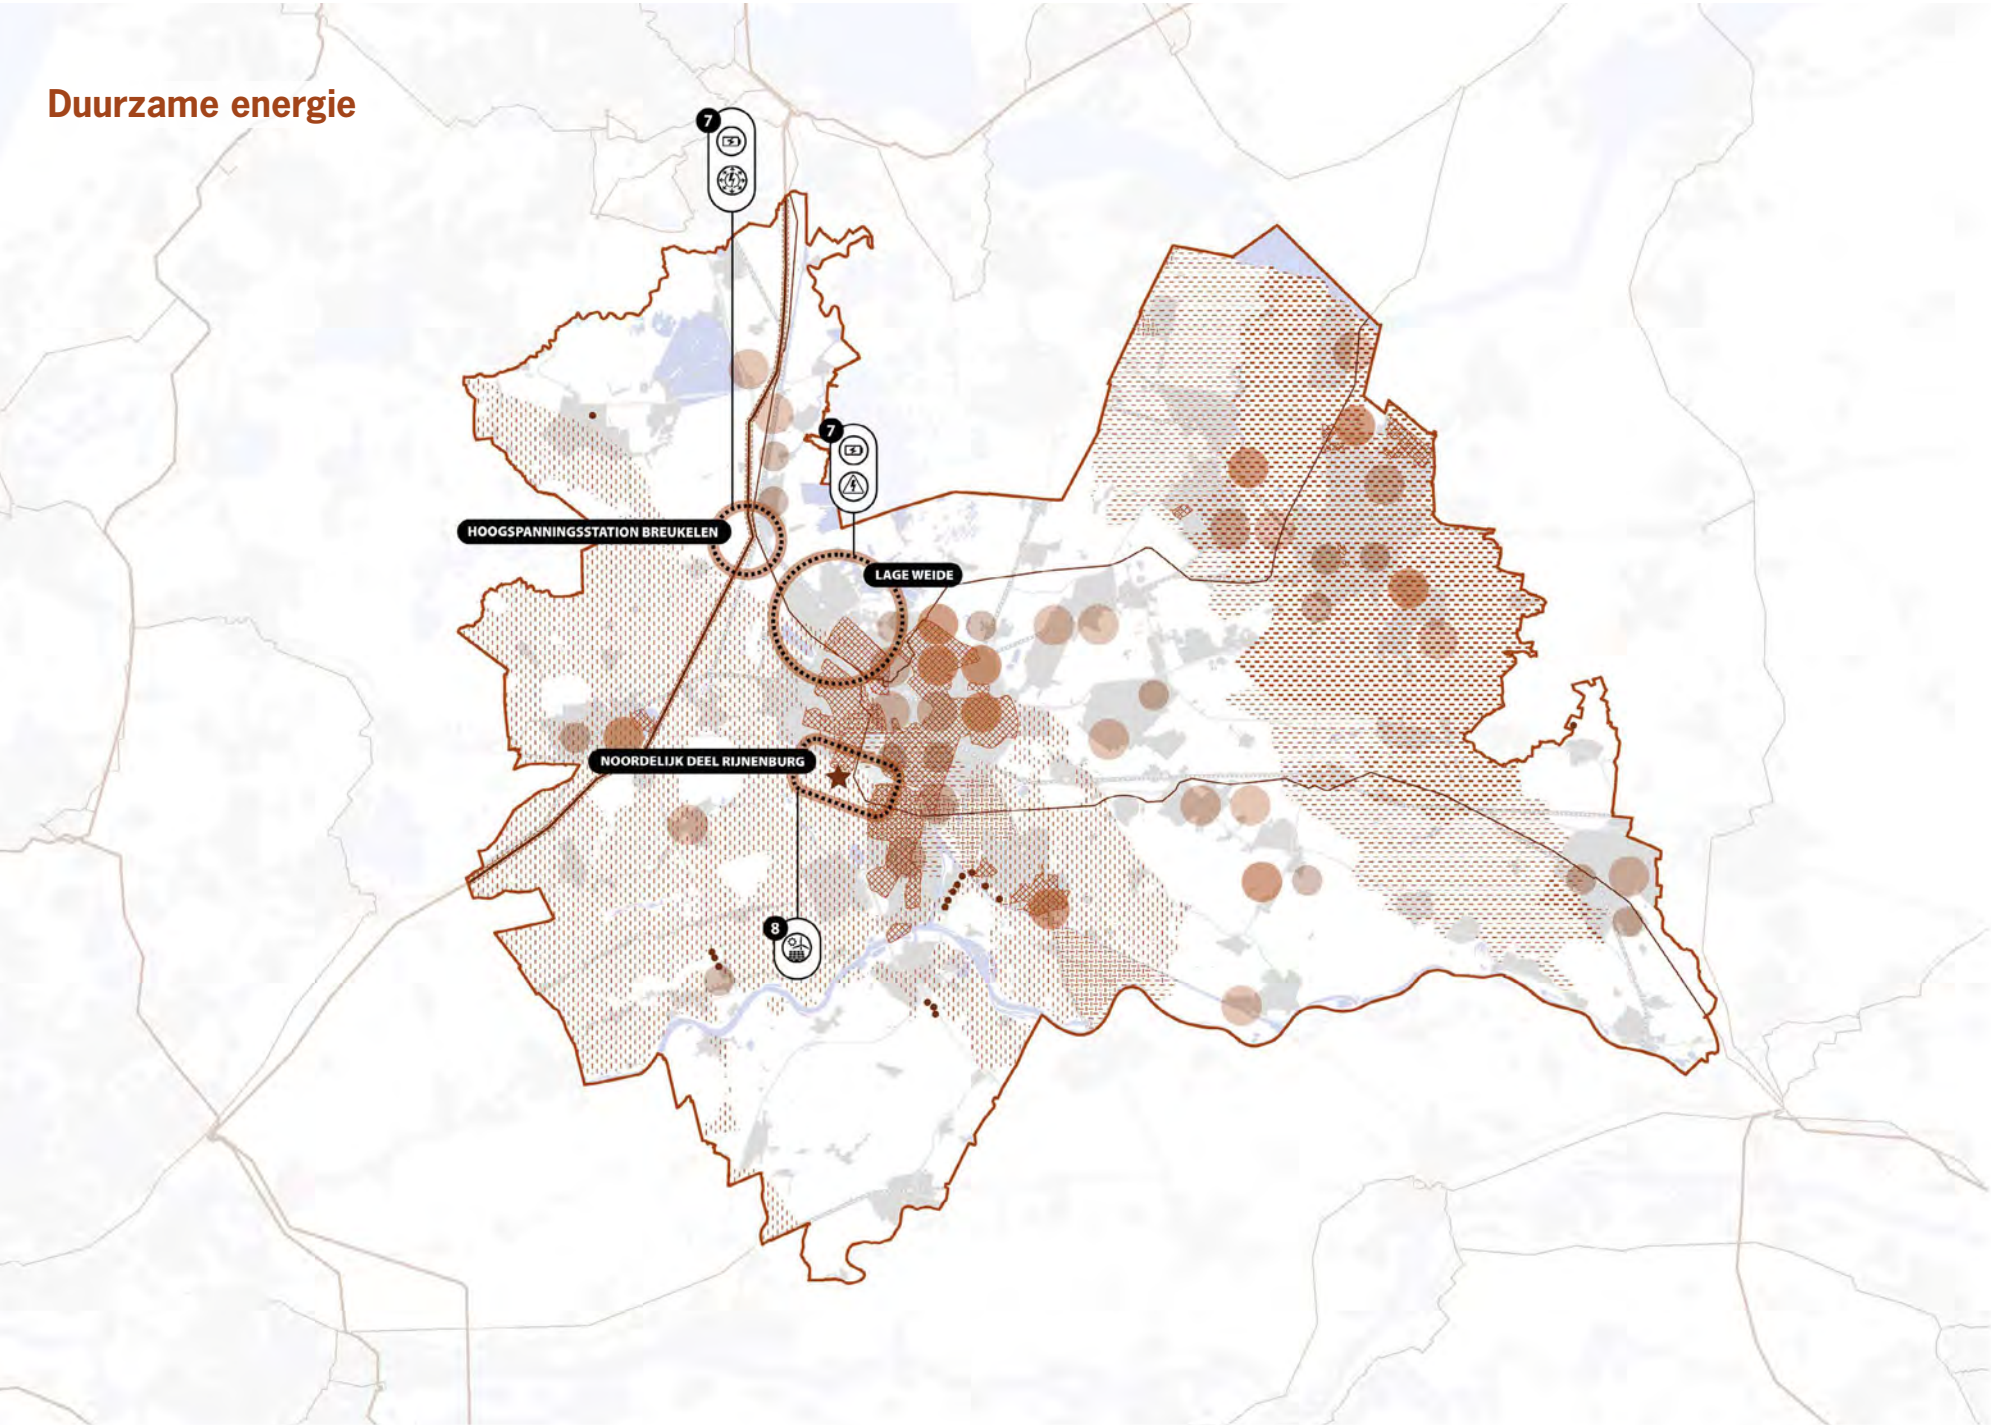 Duurzame energie
7
7
HOOGSPANNINGSSTATION BREUKELEN
LAGE WEIDE
NOORDELIJK DEEL RIJNENBURG
8